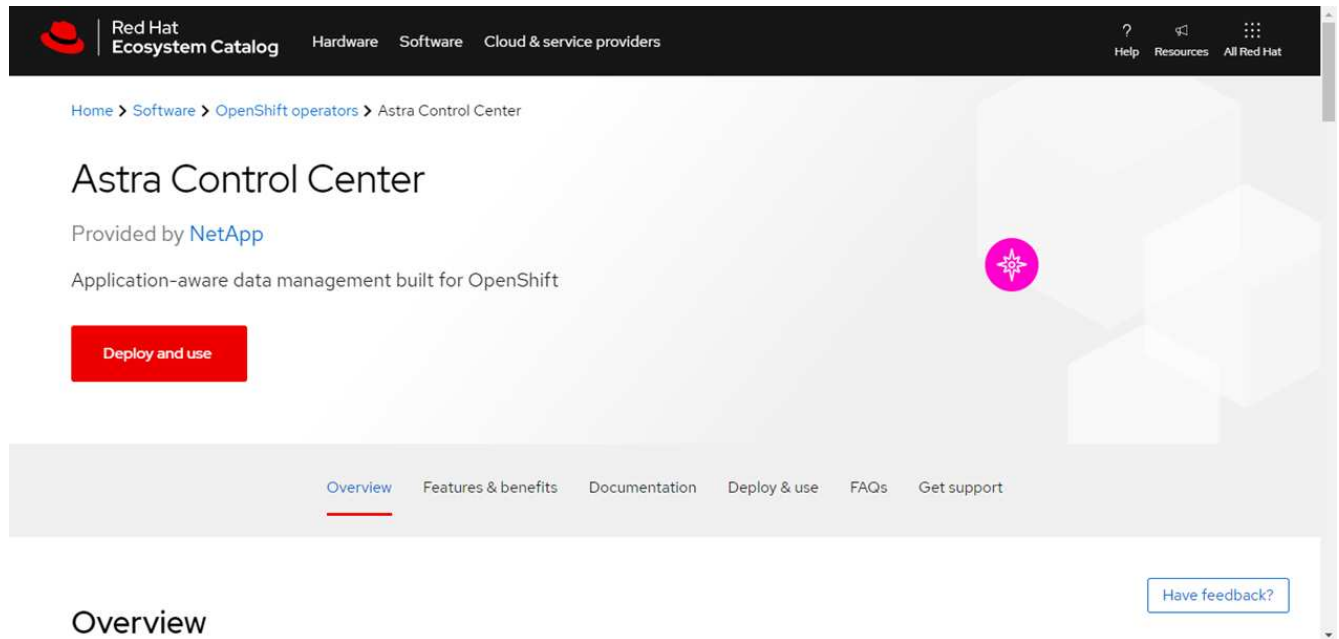 Red Hat
Ecosystem Catalog
Hardware Software Cloud & service providers
? Help Resources All Red Hat
Home > Software > OpenShift operators > Astra Control Center
Astra Control Center
Provided by NetApp
Application-aware data management built for OpenShift
Deploy and use
Overview Features & benefits Documentation Deploy & use FAQs Get support
Have feedback?
Overview